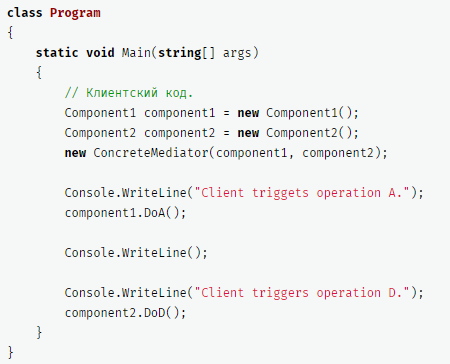 class Program
{
    static void Main(string[] args)
    {
        // Клиентский код.
        Component1 component1 = new Component1();
        Component2 component2 = new Component2();
        new ConcreteMediator(component1, component2);

        Console.WriteLine("Client triggets operation A.");
        component1.DoA();

        Console.WriteLine();

        Console.WriteLine("Client triggers operation D.");
        component2.DoD();
    }
}